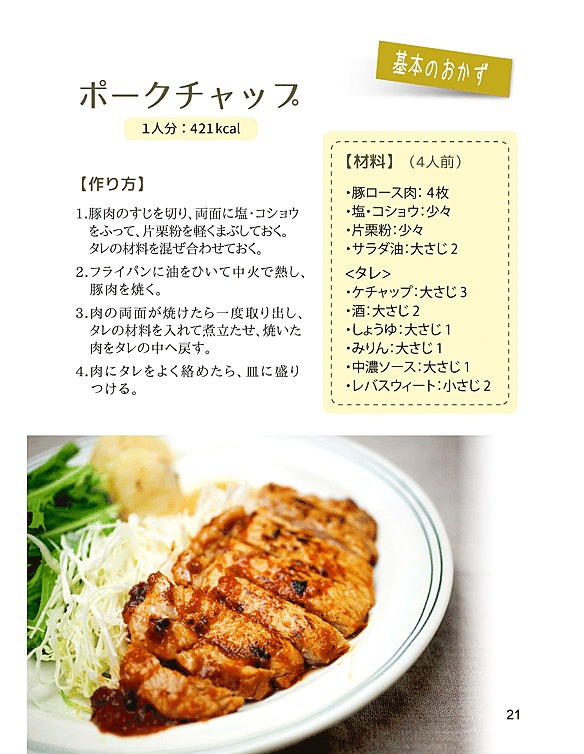 基本のおかず
ポークチャップ
1人分：421kcal
【作り方】
1.豚肉のすじを切り、両面に塩・コショウ
をふって、片栗粉を軽くまぶしておく。
タレの材料を混ぜ合わせておく。
2.フライパンに油をひいて中火で熱し、
豚肉を焼く。
3.肉の両面が焼けたら一度取り出し、
タレの材料を入れて煮立たせ、焼いた
肉をタレの中へ戻す。
4.肉にタレをよく絡めたら、皿に盛り
つける。
【材料】（4人前）
・豚ロース肉：4枚
・塩・コショウ：少々
・片栗粉：少々
・サラダ油：大さじ2
<タレ>
・ケチャップ：大さじ3
・酒：大さじ2
・しょうゆ：大さじ1
・みりん：大さじ1
・中濃ソース：大さじ1
・レバスウィート：小さじ2
21